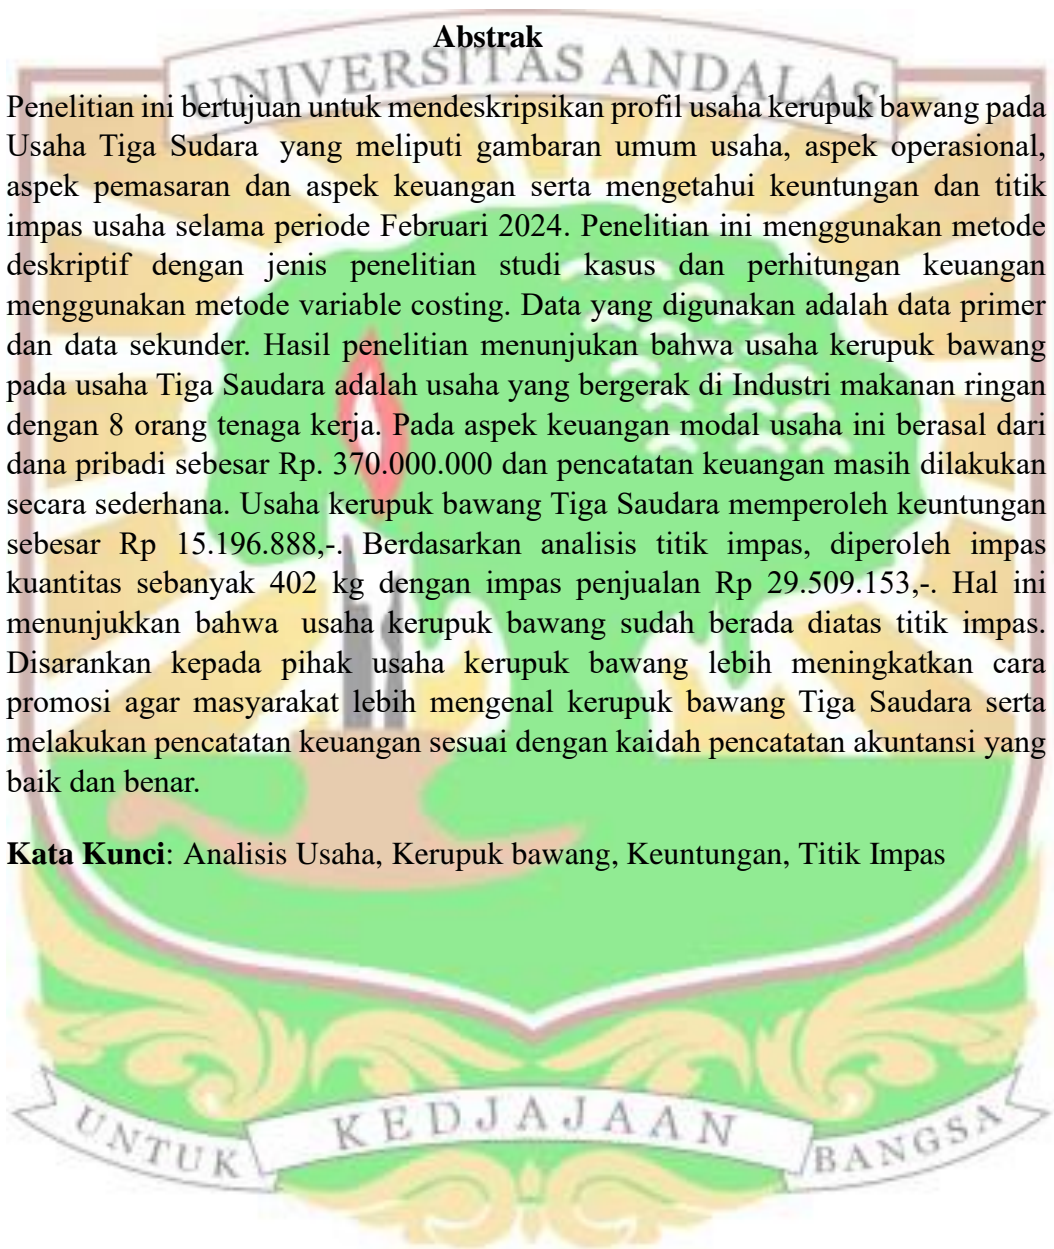 Abstrak
UNIVERSITAS ANDALAS
Penelitian ini bertujuan untuk mendeskripsikan profil usaha kerupuk bawang pada
Usaha Tiga Sudara yang meliputi gambaran umum usaha, aspek operasional,
aspek pemasaran dan aspek keuangan serta mengetahui keuntungan dan titik
impas usaha selama periode Februari 2024. Penelitian ini menggunakan metode
deskriptif dengan jenis penelitian studi kasus dan perhitungan keuangan
menggunakan metode variable costing. Data yang digunakan adalah data primer
dan data sekunder. Hasil penelitian menunjukan bahwa usaha kerupuk bawang
pada usaha Tiga Saudara adalah usaha yang bergerak di Industri makanan ringan
dengan 8 orang tenaga kerja. Pada aspek keuangan modal usaha ini berasal dari
dana pribadi sebesar Rp. 370.000.000 dan pencatatan keuangan masih dilakukan
secara sederhana. Usaha kerupuk bawang Tiga Saudara memperoleh keuntungan
sebesar Rp 15.196.888,-. Berdasarkan analisis titik impas, diperoleh impas
kuantitas sebanyak 402 kg dengan impas penjualan Rp 29.509.153,-. Hal ini
menunjukkan bahwa usaha kerupuk bawang sudah berada diatas titik impas.
Disarankan kepada pihak usaha kerupuk bawang lebih meningkatkan cara
promosi agar masyarakat lebih mengenal kerupuk bawang Tiga Saudara serta
melakukan pencatatan keuangan sesuai dengan kaidah pencatatan akuntansi yang
baik dan benar.
Kata Kunci: Analisis Usaha, Kerupuk bawang, Keuntungan, Titik Impas
UNTUK KEDJAJAAN BANGSA